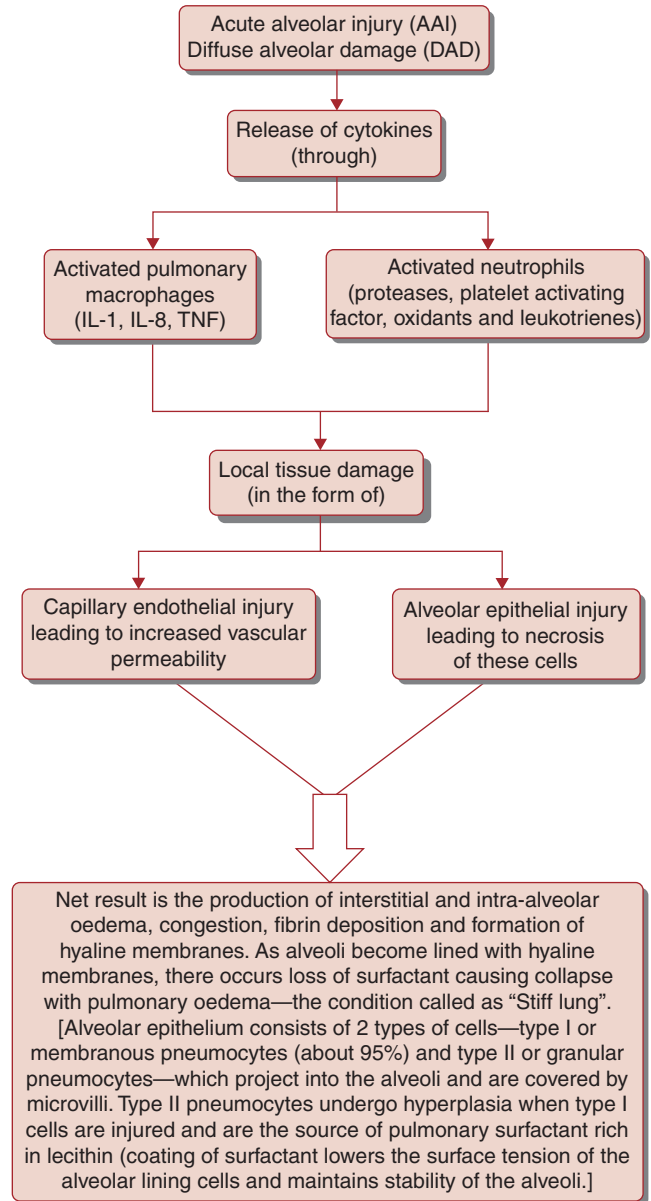 Acute alveolar injury (AAI)
Diffuse alveolar damage (DAD)
Release of cytokines
(through)
Activated pulmonary
macrophages
(IL-1, IL-8, TNF)
Activated neutrophils
(proteases, platelet activating
factor, oxidants and leukotrienes)
Local tissue damage
(in the form of)
Capillary endothelial injury
leading to increased vascular
permeability
Alveolar epithelial injury
leading to necrosis
of these cells
Net result is the production of interstitial and intra-alveolar
oedema, congestion, fibrin deposition and formation of
hyaline membranes. As alveoli become lined with hyaline
membranes, there occurs loss of surfactant causing collapse
with pulmonary oedema—the condition called as “Stiff lung”.
[Alveolar epithelium consists of 2 types of cells—type I or
membranous pneumocytes (about 95%) and type II or granular
pneumocytes—which project into the alveoli and are covered by
microvilli. Type II pneumocytes undergo hyperplasia when type I
cells are injured and are the source of pulmonary surfactant rich
in lecithin (coating of surfactant lowers the surface tension of the
alveolar lining cells and maintains stability of the alveoli.]